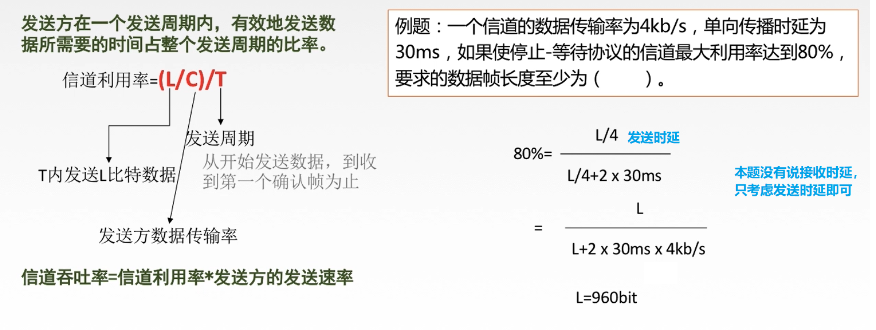 发送方在一个发送周期内，有效地发送数
据所需要的时间占整个发送周期的比率。
信道利用率=(L/C)/T
发送周期
从开始发送数据，到收
到第一个确认帧为止
T内发送L比特数据
发送方数据传输率
信道吞吐率=信道利用率*发送方的发送速率
例题：一个信道的数据传输率为4kb/s，单向传播时延为
30ms，如果使停止-等待协议的信道最大利用率达到80%，
要求的数据帧长度至少为（ ）。
L/4 发送时延
80%=
L/4+2 x 30ms
本题没有说接收时延，
只考虑发送时延即可
L
=
L+2 x 30ms x 4kb/s
L=960bit